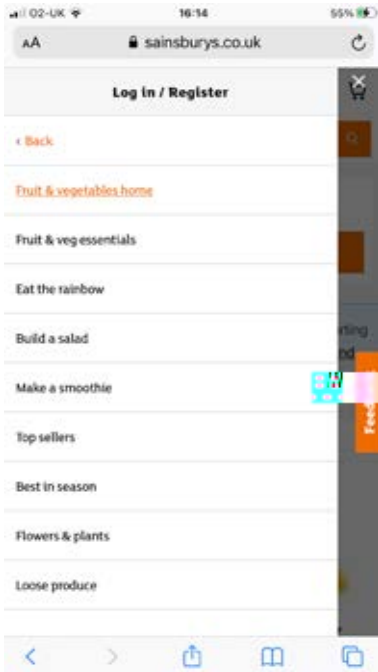 O2-UK 16:14 55%
AA sainsburys.co.uk
Log in / Register
‹ Back
Fruit & vegetables home
Fruit & veg essentials
Eat the rainbow
Build a salad
Make a smoothie
Top sellers
Best in season
Flowers & plants
Loose produce